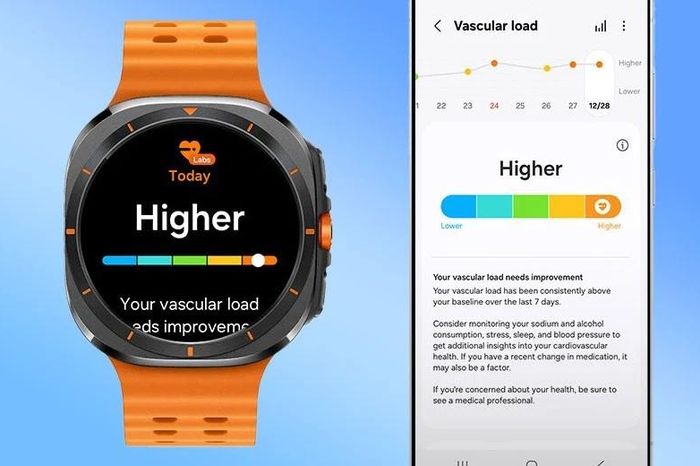 Labs
Today
Higher
Your vascular load
eds improveme
Vascular load
Higher
Lower
22 23 24 25 26 27 12/28
Higher
Lower
Higher
Your vascular load needs improvement
Your vascular load has been consistently above
your baseline over the last 7 days.
Consider monitoring your sodium and alcohol
consumption, stress, sleep, and blood pressure to
get additional insights into your cardiovascular
health. If you have a recent change in medication, it
may also be a factor.
If you're concerned about your health, be sure to
see a medical professional.